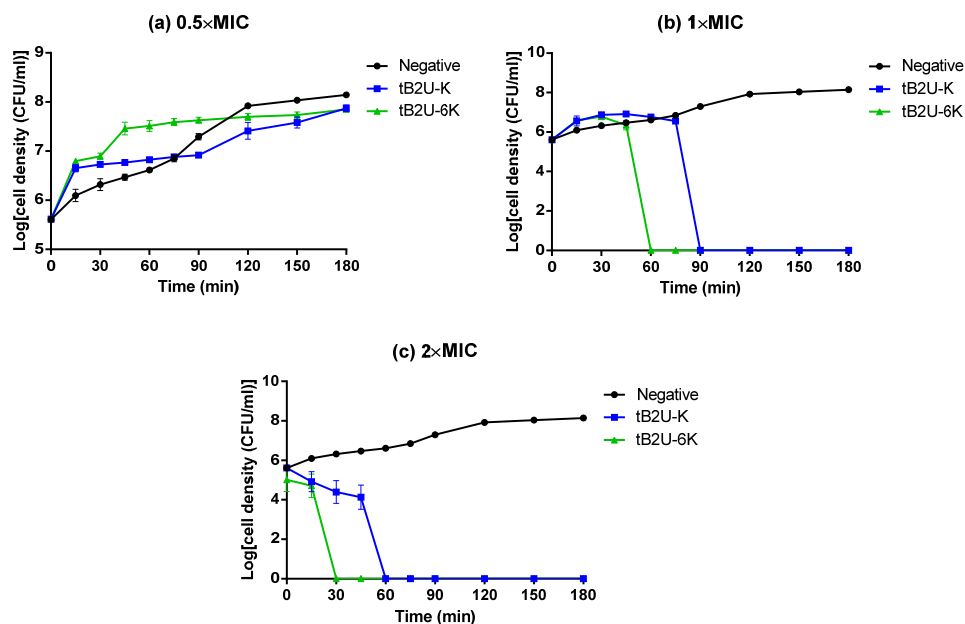 (a) 0.5×MIC
Log[cell density (CFU/ml)]
9
8
7
6
5
0 30 60 90 120 150 180
Time (min)
Negative
tB2U-K
tB2U-6K
(b) 1×MIC
Log[cell density (CFU/ml)]
10
8
6
4
2
0
0 30 60 90 120 150 180
Time (min)
Negative
tB2U-K
tB2U-6K
(c) 2×MIC
Log[cell density (CFU/ml)]
10
8
6
4
2
0
0 30 60 90 120 150 180
Time (min)
Negative
tB2U-K
tB2U-6K